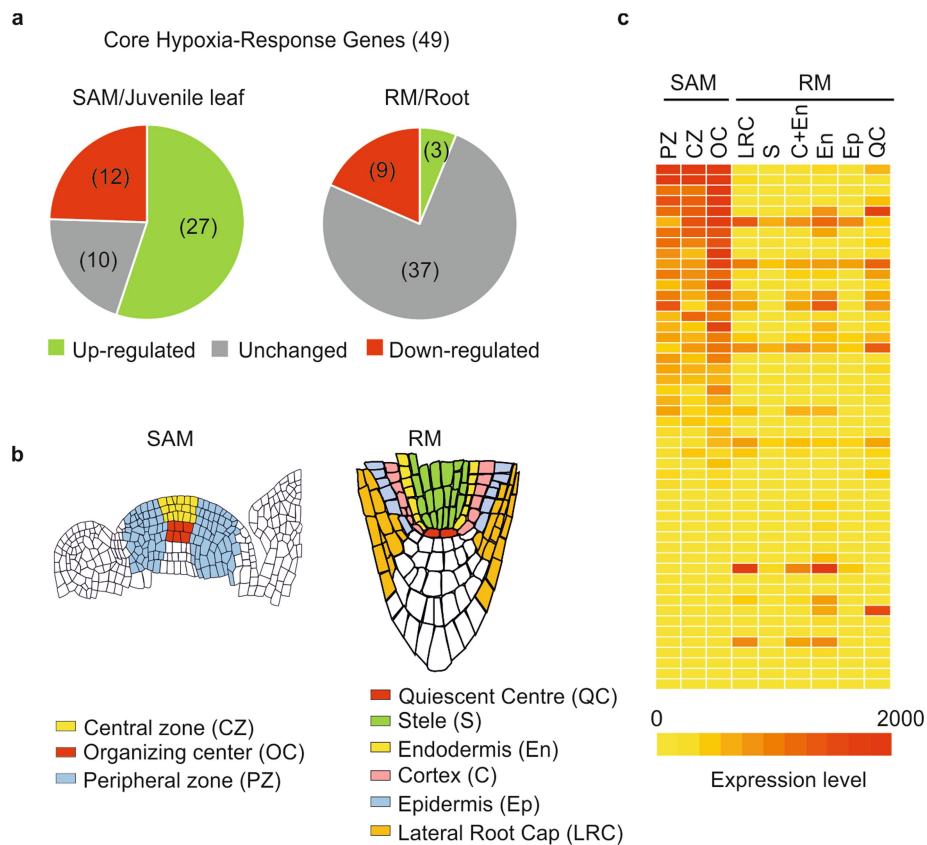 a
Core Hypoxia-Response Genes (49)
SAM/Juvenile leaf
RM/Root
(12)
(27)
(10)
(3)
(9)
(37)
Up-regulated
Unchanged
Down-regulated
b
SAM
RM
Central zone (CZ)
Organizing center (OC)
Peripheral zone (PZ)
Quiescent Centre (QC)
Stele (S)
Endodermis (En)
Cortex (C)
Epidermis (Ep)
Lateral Root Cap (LRC)
c
SAM
RM
PZ
CZ
OC
LRC
S
C+En
En
Ep
QC
0
2000
Expression level